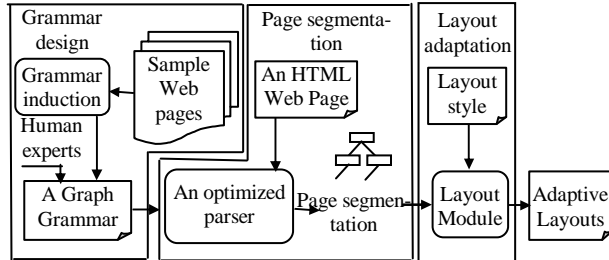 Grammar
design
Grammar
induction
Sample
Web
pages
Human
experts
A Graph
Grammar
Page segmenta-
tion
An HTML
Web Page
An optimized
parser
Page segmen-
tation
Layout
adaptation
Layout
style
Layout
Module
Adaptive
Layouts